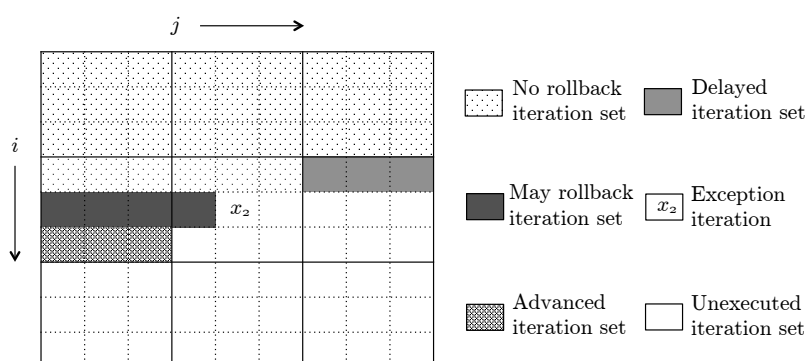 j
i
x₂
No rollback
iteration set
Delayed
iteration set
May rollback
iteration set
x₂
Exception
iteration
Advanced
iteration set
Unexecuted
iteration set